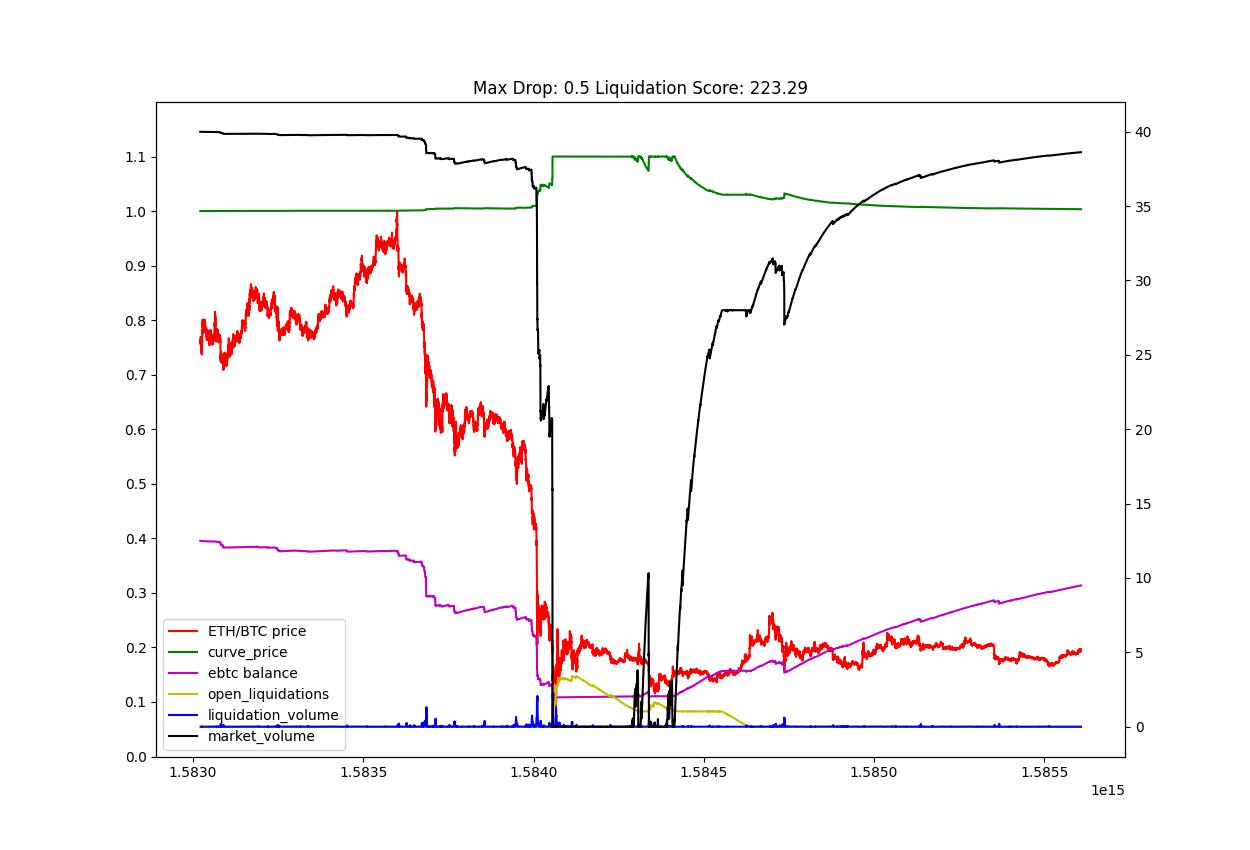 Max Drop: 0.5 Liquidation Score: 223.29
1.1
1.0
0.9
0.8
0.7
0.6
0.5
0.4
0.3
0.2
0.1
0.0
40
35
30
25
20
15
10
5
0
ETH/BTC price
curve_price
ebtc balance
open_liquidations
liquidation_volume
market_volume
1.5830 1.5835 1.5840 1.5845 1.5850 1.5855
1e15